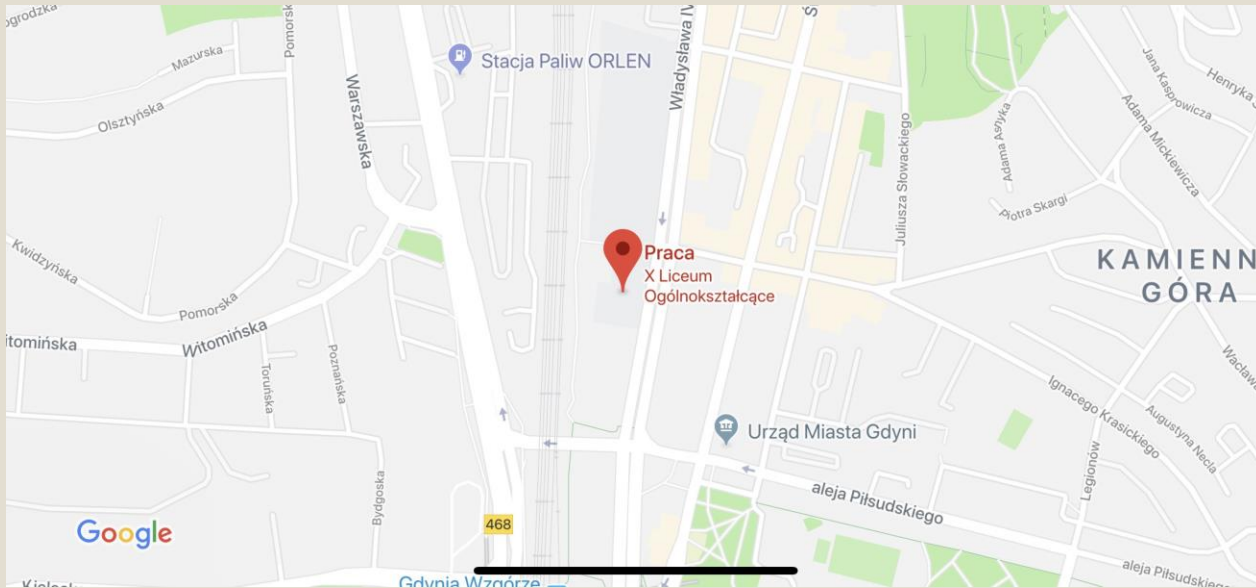 Mazurska
Pomorsk
Olsztyńska
Warszawska
Stacja Paliw ORLEN
Władysława IV
Juliusza Słowackiego
Adama Asnyka
Jana Kasprowicza
Henryka
Adama Mickiewicza
Piotra Skargi
Kwidzyńska
Pomorska
Witomińska
itomińska
Toruńska
Poznańska
Praca
X Liceum
Ogólnokształcące
KAMIENN
GÓRA
Wacław
Ignacego Krasickiego
Augustyna Necla
Legionów
Urząd Miasta Gdyni
aleja Piłsudskiego
Bydgoska
468
Google
Gdynia Wzgórze
aleja Piłsudskiego